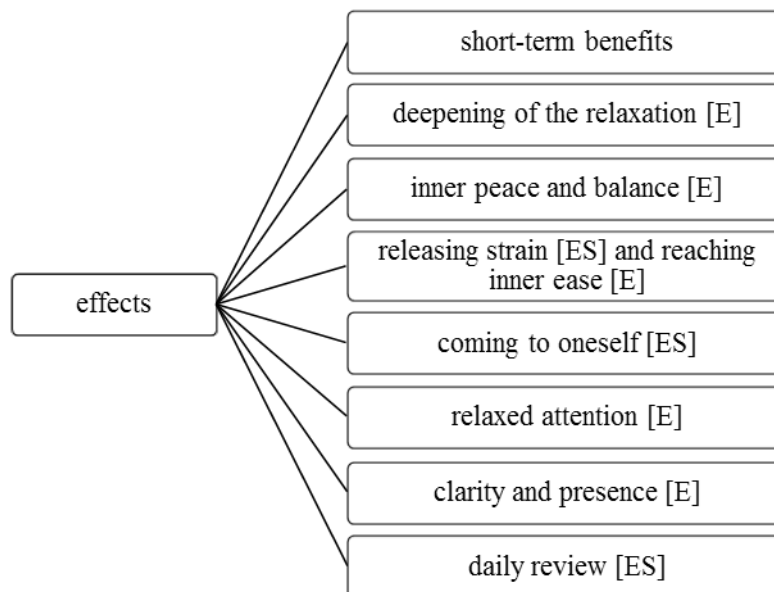 short-term benefits
deepening of the relaxation [E]
inner peace and balance [E]
releasing strain [ES] and reaching
inner ease [E]
effects
coming to oneself [ES]
relaxed attention [E]
clarity and presence [E]
daily review [ES]